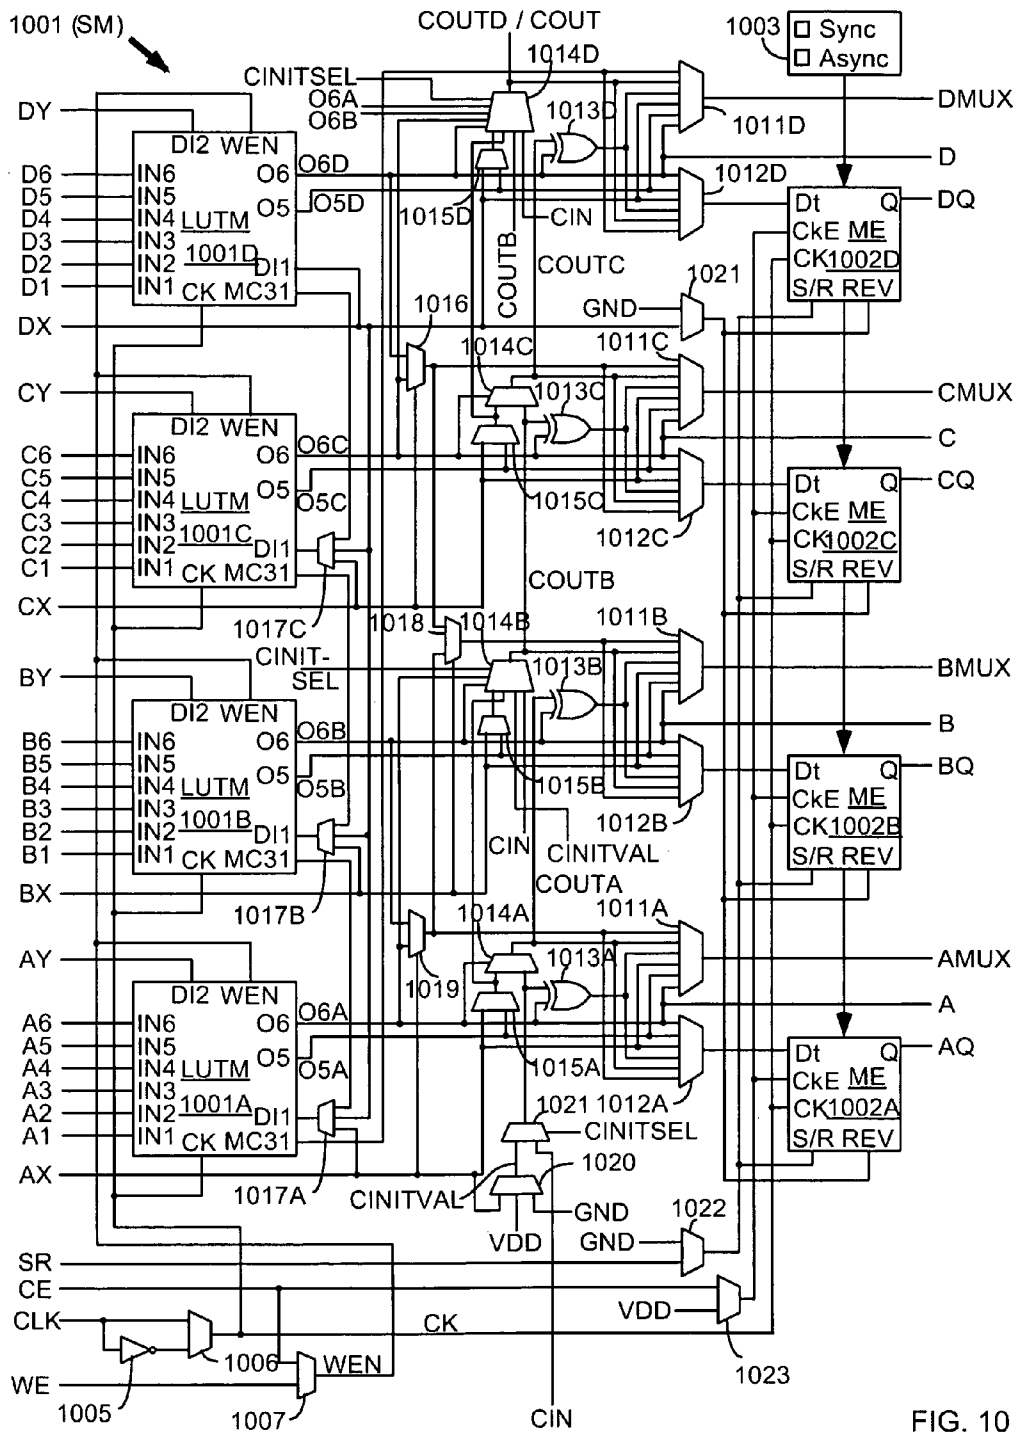 1001 (SM)
COUTD / COUT
1003
Sync
Async
1014D
CINITSEL
O6A
O6B
1013D
DMUX
1011D
DY
DI2 WEN
D
D6
IN6
O6
O6D
1012D
D5
IN5
1015D
D4
IN4
LUTM
O5
O5D
CIN
Dt
Q
DQ
D3
IN3
CkE
ME
D2
IN2
1001D
DI1
COUTB
COUTC
CK
1002D
D1
IN1
CK MC31
1021
S/R REV
GND
DX
1016
1014C
1011C
CY
1013C
CMUX
DI2 WEN
C
C6
IN6
O6
O6C
C5
IN5
O5
O5C
1015C
Dt
Q
CQ
C4
IN4
LUTM
CkE
ME
C3
IN3
1012C
C2
IN2
1001C
DI1
CK
1002C
C1
IN1
CK MC31
COUTB
S/R REV
CX
1017C
1018
1014B
1011B
CINIT-
SEL
1013B
BY
BMUX
DI2 WEN
B
B6
IN6
O6
O6B
B5
IN5
O5
O5B
1015B
Dt
Q
BQ
B4
IN4
LUTM
CkE
ME
B3
IN3
1012B
B2
IN2
1001B
DI1
CIN
CINITVAL
CK
1002B
B1
IN1
CK MC31
S/R REV
BX
COUTA
1017B
1014A
1011A
AY
1019
1013A
AMUX
DI2 WEN
A
A6
IN6
O6
O6A
A5
IN5
O5
O5A
1015A
Dt
Q
AQ
A4
IN4
LUTM
CkE
ME
A3
IN3
1012A
A2
IN2
1001A
DI1
1021
CK
1002A
A1
IN1
CK MC31
CINITSEL
S/R REV
AX
1020
1017A
CINITVAL
GND
1022
VDD
GND
SR
CE
VDD
CLK
CK
1006
WEN
1023
WE
1005
1007
CIN
FIG. 10